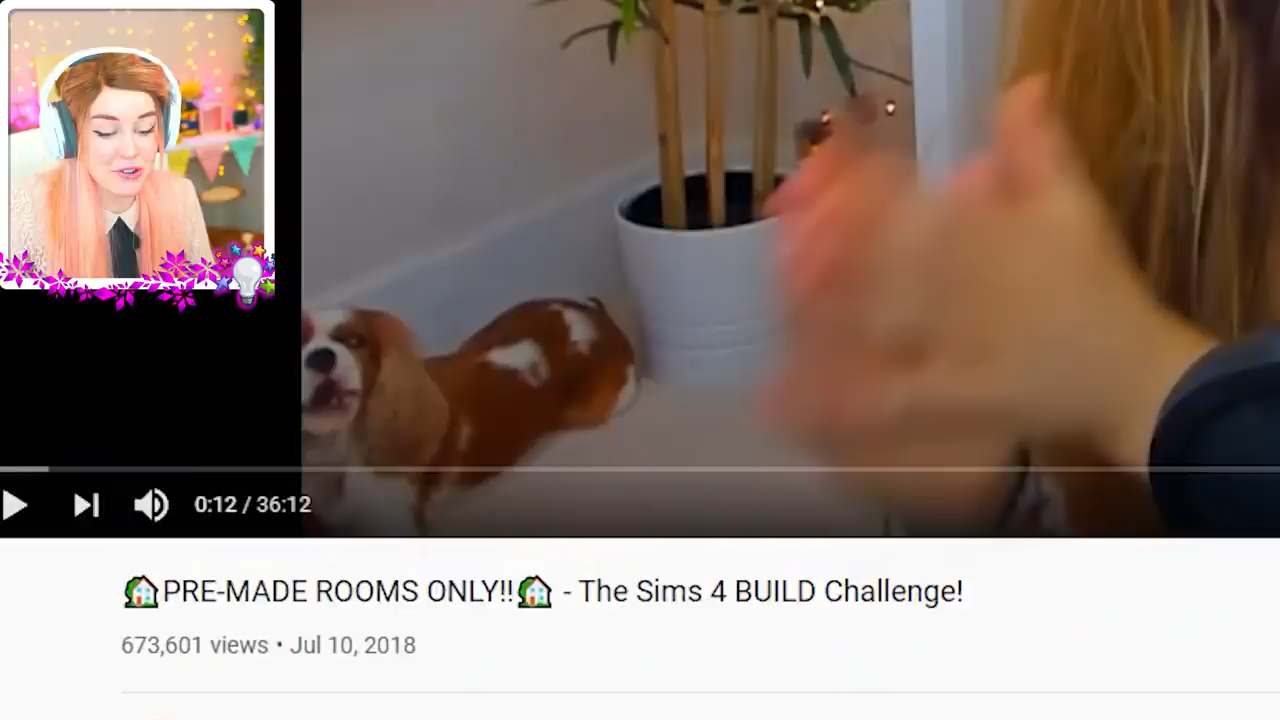 0:12 / 36:12
🏡PRE-MADE ROOMS ONLY!!🏡 - The Sims 4 BUILD Challenge!
673,601 views • Jul 10, 2018